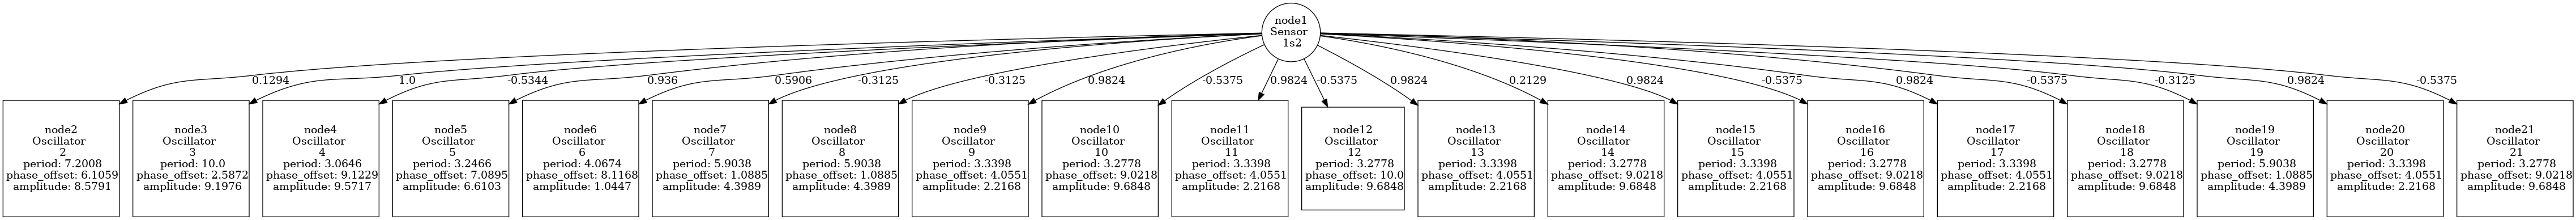 node1
Sensor
1s2
0.1294
1.0
-0.5344
0.936
0.5906
-0.3125
-0.3125
0.9824
-0.5375
0.9824
-0.5375
0.9824
0.2129
0.9824
-0.5375
0.9824
-0.5375
-0.3125
0.9824
-0.5375
node2
Oscillator
2
period: 7.2008
phase_offset: 6.1059
amplitude: 8.5791
node3
Oscillator
3
period: 10.0
phase_offset: 2.5872
amplitude: 9.1976
node4
Oscillator
4
period: 3.0646
phase_offset: 9.1229
amplitude: 9.5717
node5
Oscillator
5
period: 3.2466
phase_offset: 7.0895
amplitude: 6.6103
node6
Oscillator
6
period: 4.0674
phase_offset: 8.1168
amplitude: 1.0447
node7
Oscillator
7
period: 5.9038
phase_offset: 1.0885
amplitude: 4.3989
node8
Oscillator
8
period: 5.9038
phase_offset: 1.0885
amplitude: 4.3989
node9
Oscillator
9
period: 3.3398
phase_offset: 4.0551
amplitude: 2.2168
node10
Oscillator
10
period: 3.2778
phase_offset: 9.0218
amplitude: 9.6848
node11
Oscillator
11
period: 3.3398
phase_offset: 4.0551
amplitude: 2.2168
node12
Oscillator
12
period: 3.2778
phase_offset: 10.0
amplitude: 9.6848
node13
Oscillator
13
period: 3.3398
phase_offset: 4.0551
amplitude: 2.2168
node14
Oscillator
14
period: 3.2778
phase_offset: 9.0218
amplitude: 9.6848
node15
Oscillator
15
period: 3.3398
phase_offset: 4.0551
amplitude: 2.2168
node16
Oscillator
16
period: 3.2778
phase_offset: 9.0218
amplitude: 9.6848
node17
Oscillator
17
period: 3.3398
phase_offset: 4.0551
amplitude: 2.2168
node18
Oscillator
18
period: 3.2778
phase_offset: 9.0218
amplitude: 9.6848
node19
Oscillator
19
period: 5.9038
phase_offset: 1.0885
amplitude: 4.3989
node20
Oscillator
20
period: 3.3398
phase_offset: 4.0551
amplitude: 2.2168
node21
Oscillator
21
period: 3.2778
phase_offset: 9.0218
amplitude: 9.6848